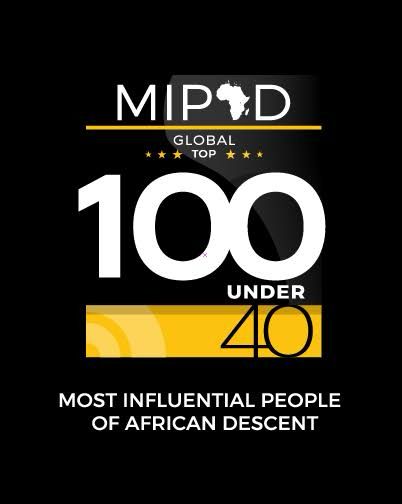 MIPAD
GLOBAL
TOP
100
UNDER
40
MOST INFLUENTIAL PEOPLE
OF AFRICAN DESCENT